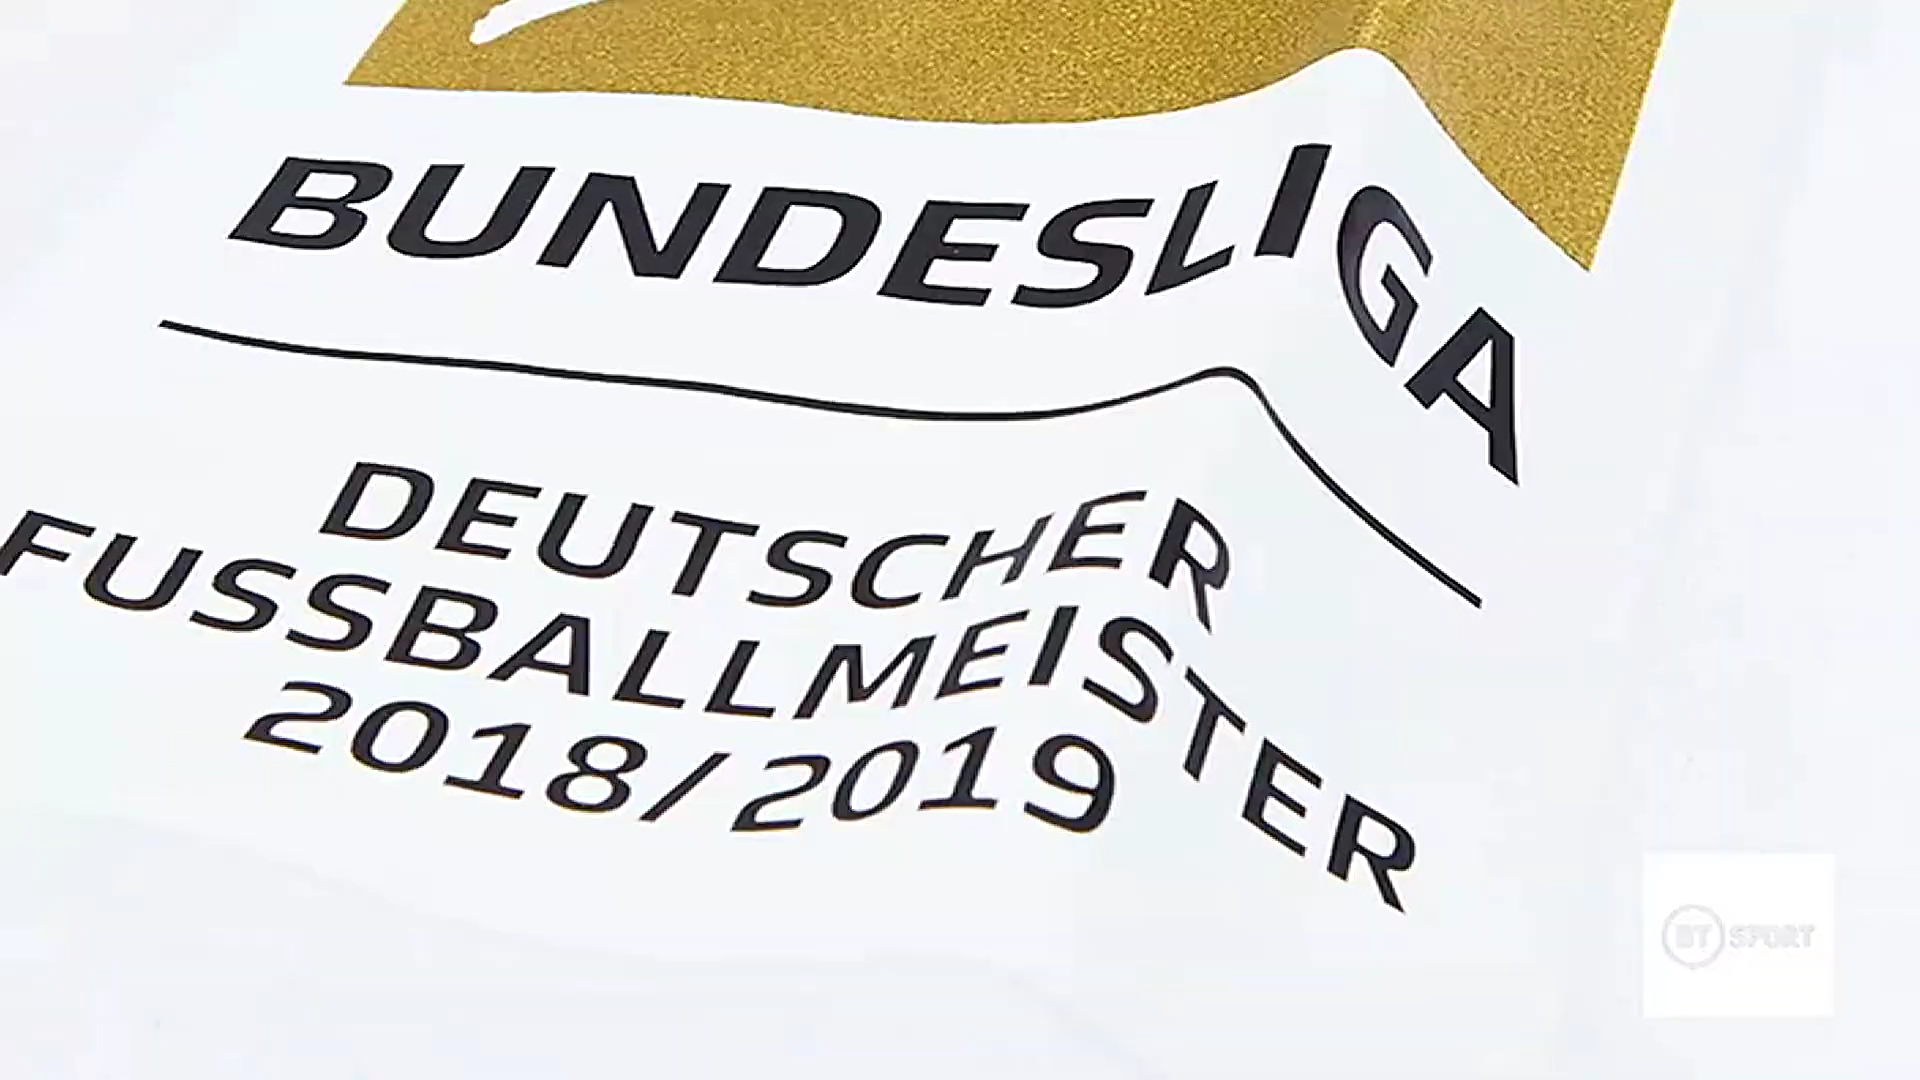 BUNDESLIGA
DEUTSCHER
FUSSBALLMEISTER
2018/2019
BT SPORT